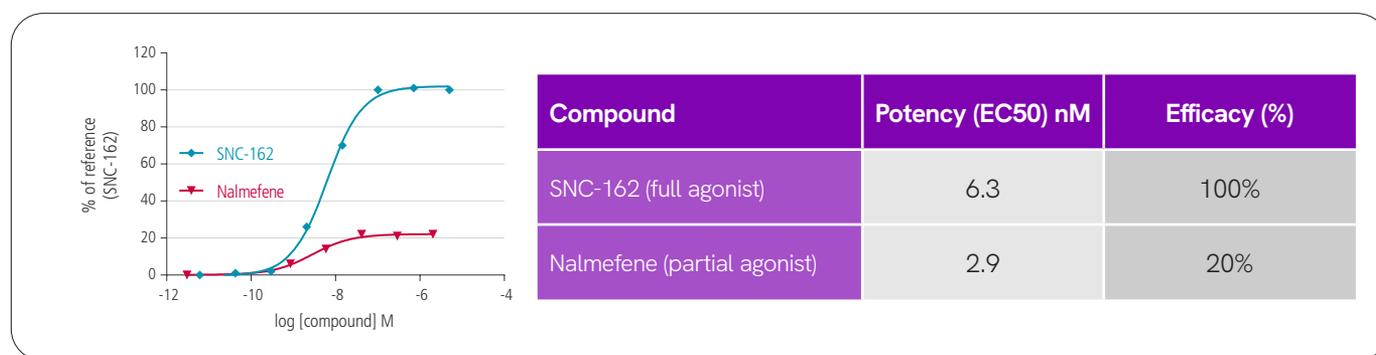 120
100
80
60
40
20
0
% of reference
(SNC-162)
SNC-162
Nalmefene
-12
-10
-8
-6
-4
log [compound] M
Compound
Potency (EC50) nM
Efficacy (%)
SNC-162 (full agonist)
6.3
100%
Nalmefene (partial agonist)
2.9
20%